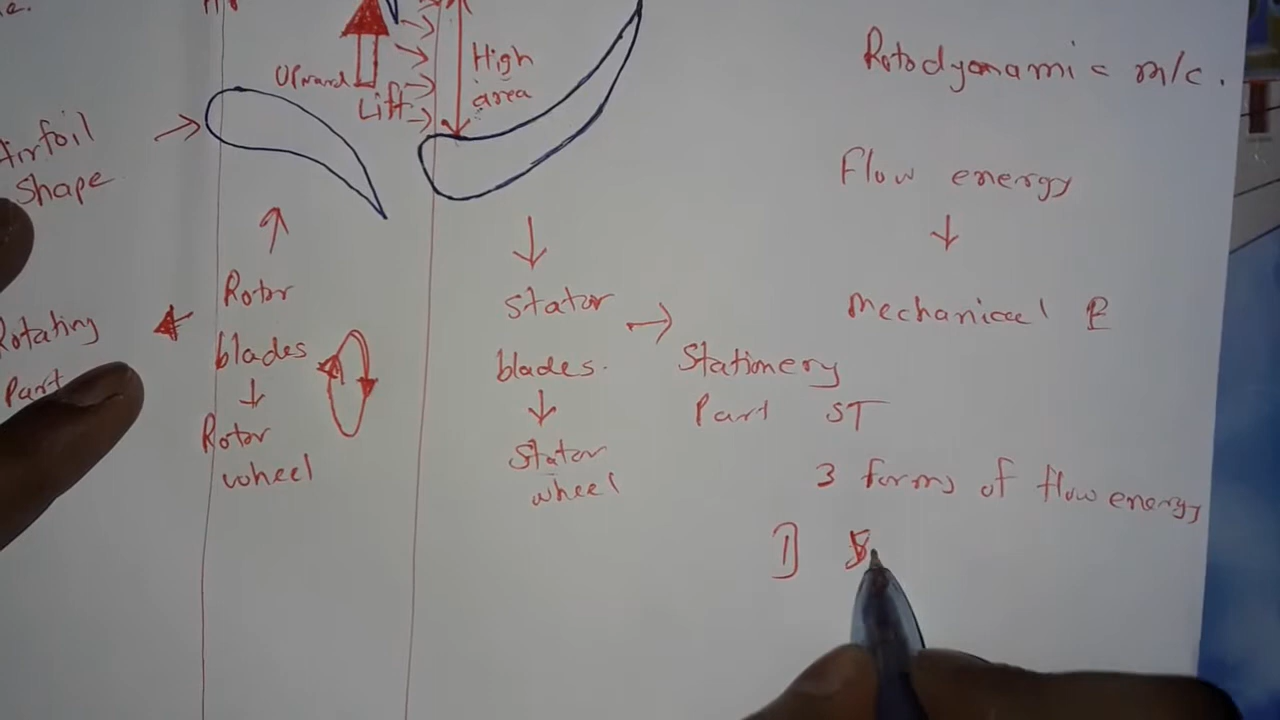 Rotodynamic m/c.
High
area
Upward
Lift
Airfoil
Shape
Flow energy
Mechanical E
Rotor
blades
Rotor
wheel
Rotating
Part
Stator
blades.
Stator
wheel
Stationery
Part ST
3 forms of flow energy
1)